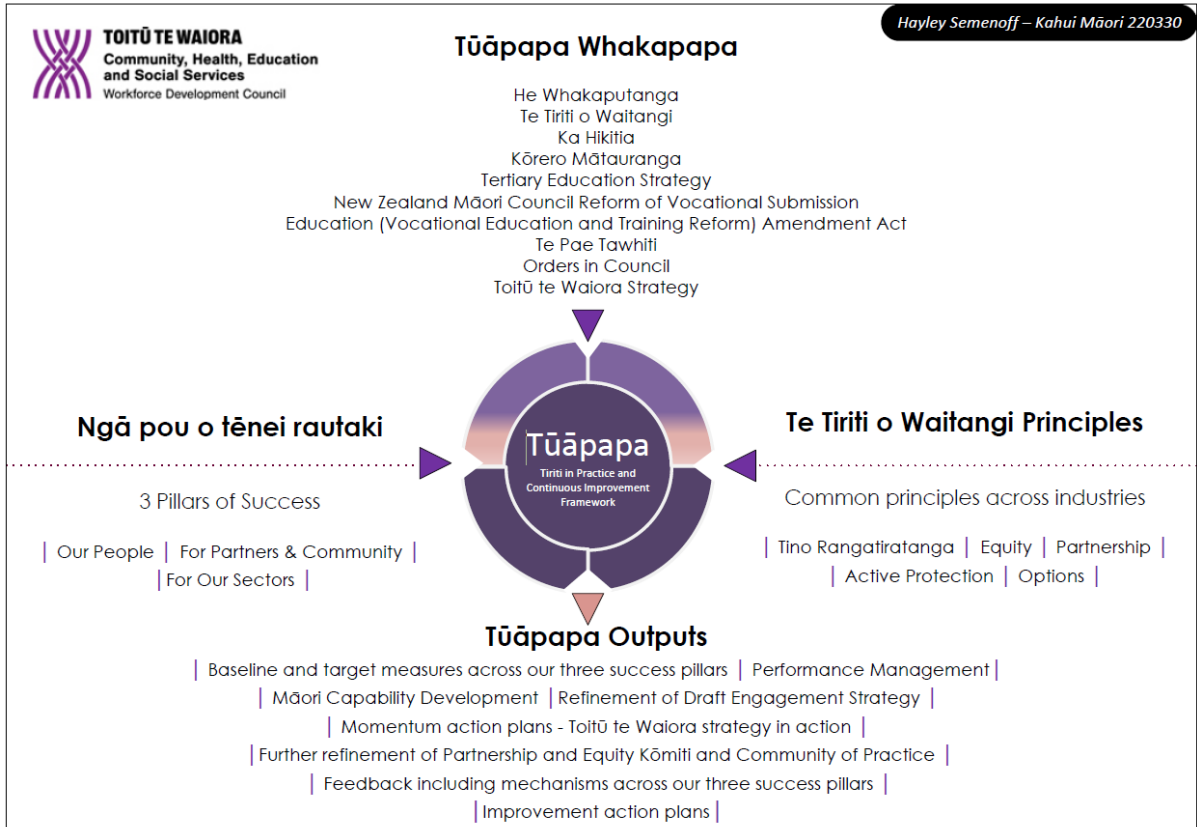 Hayley Semenoff – Kahui Māori 220330
TOITŪ TE WAIORA
Community, Health, Education
and Social Services
Workforce Development Council
Tūāpapa Whakapapa
He Whakaputanga
Te Tiriti o Waitangi
Ka Hikitia
Kōrero Mātauranga
Tertiary Education Strategy
New Zealand Māori Council Reform of Vocational Submission
Education (Vocational Education and Training Reform) Amendment Act
Te Pae Tawhiti
Orders in Council
Toitū te Waiora Strategy
Ngā pou o tēnei rautaki
3 Pillars of Success
| Our People | For Partners & Community |
|For Our Sectors |
Tūāpapa
Tiriti in Practice and
Continuous Improvement
Framework
Te Tiriti o Waitangi Principles
Common principles across industries
| Tino Rangatiratanga | Equity | Partnership |
| Active Protection | Options |
Tūāpapa Outputs
| Baseline and target measures across our three success pillars | Performance Management|
| Māori Capability Development |Refinement of Draft Engagement Strategy |
| Momentum action plans - Toitū te Waiora strategy in action |
|Further refinement of Partnership and Equity Kōmiti and Community of Practice |
| Feedback including mechanisms across our three success pillars |
|Improvement action plans|